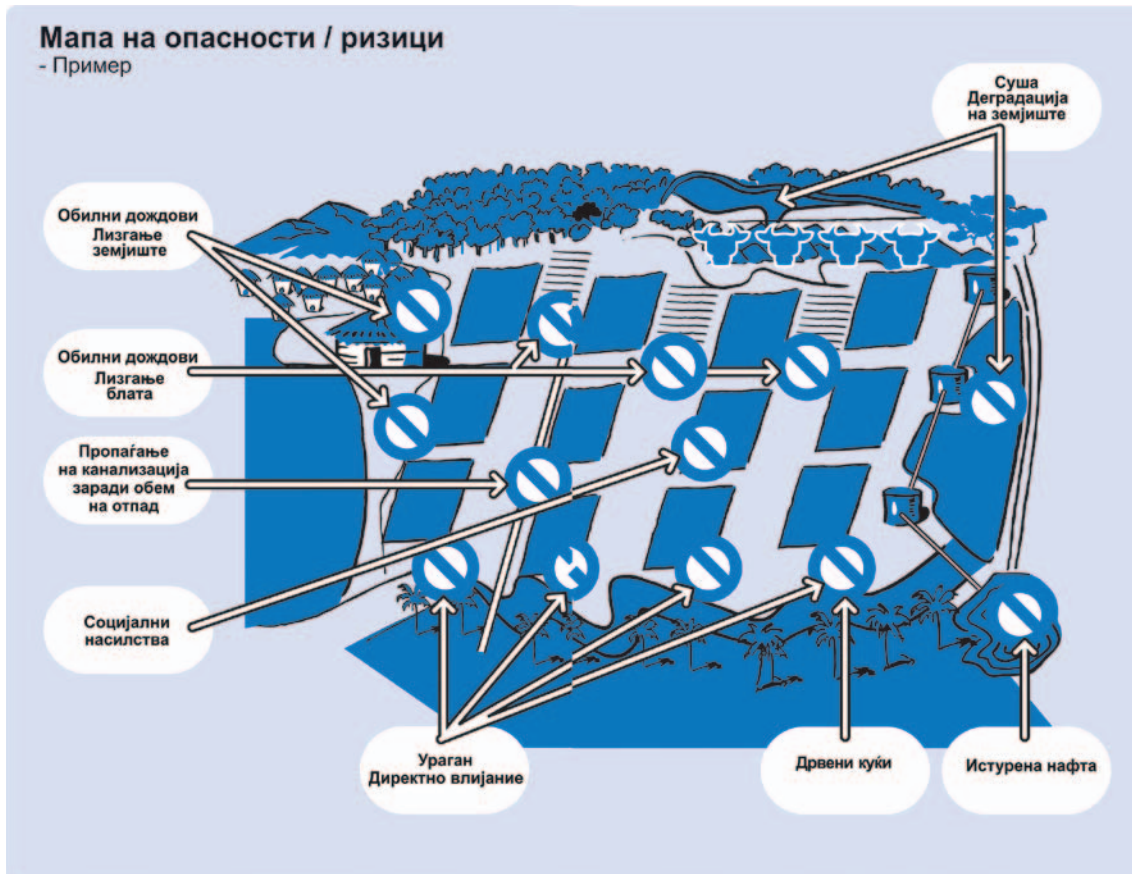 Мапа на опасности / ризици
- Пример
Суша
Деградација
на земјиште
Обилни дождови
Лизгање
земјиште
Обилни дождови
Лизгање
блата
Пропаѓање
на канализација
заради обем
на отпад
Социјални
насилства
Ураган
Директно влијание
Дрвени куќи
Истурена нафта